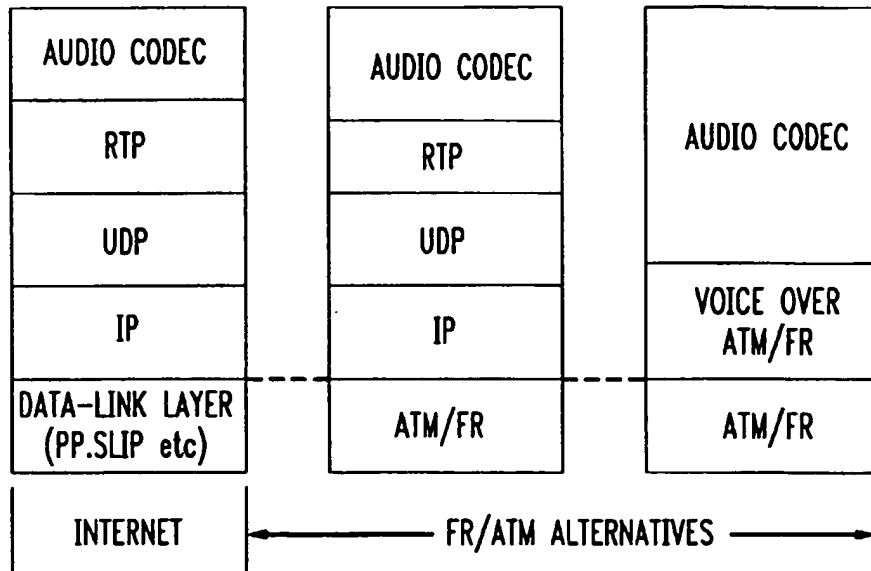 AUDIO CODEC
RTP
UDP
IP
DATA-LINK LAYER
(PP.SLIP etc)
INTERNET
AUDIO CODEC
RTP
UDP
IP
ATM/FR
AUDIO CODEC
VOICE OVER
ATM/FR
ATM/FR
FR/ATM ALTERNATIVES